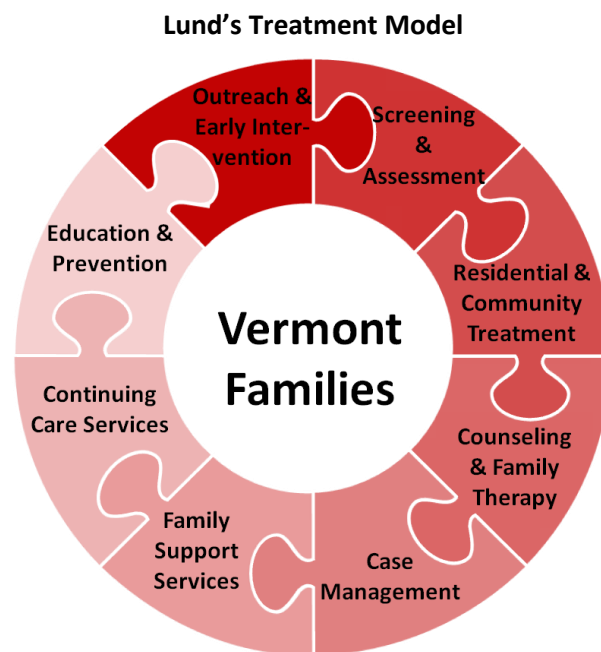 Lund's Treatment Model
Outreach &
Early Inter-
vention
Screening
&
Assessment
Residential &
Community
Treatment
Counseling
& Family
Therapy
Case
Management
Family
Support
Services
Continuing
Care Services
Education &
Prevention
Vermont
Families